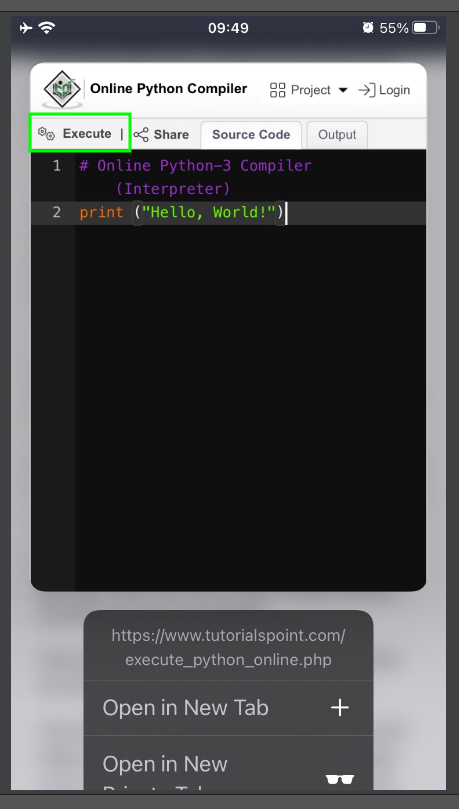 09:49
55%
Online Python Compiler
Project
Login
Execute |
Share
Source Code
Output
1 # Online Python-3 Compiler
(Interpreter)
2 print ("Hello, World!")
https://www.tutorialspoint.com/
execute_python_online.php
Open in New Tab
Open in New